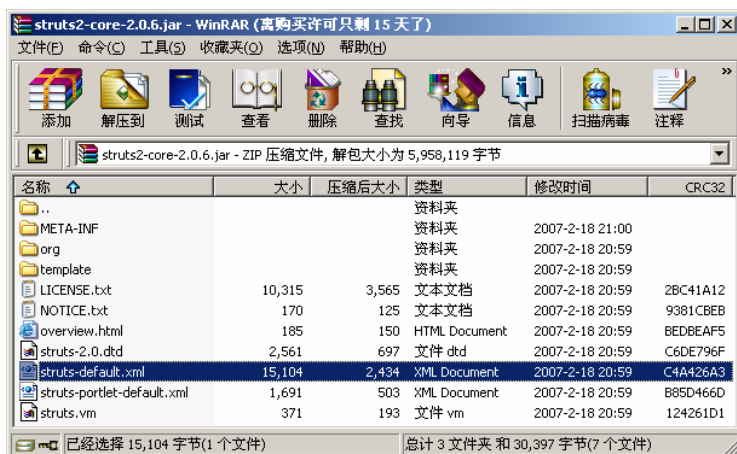 struts2-core-2.0.6.jar - WinRAR (离购买许可只剩 15 天了)
文件(F) 命令(C) 工具(S) 收藏夹(O) 选项(N) 帮助(H)
添加 解压到 测试 查看 删除 查找 向导 信息 扫描病毒 注释 »
struts2-core-2.0.6.jar - ZIP 压缩文件, 解包大小为 5,958,119 字节
名称 大小 压缩后大小 类型 修改时间 CRC32
.. 资料夹
META-INF 资料夹 2007-2-18 21:00
org 资料夹 2007-2-18 20:59
template 资料夹 2007-2-18 20:59
LICENSE.txt 10,315 3,565 文本文档 2007-2-18 20:59 2BC41A12
NOTICE.txt 170 125 文本文档 2007-2-18 20:59 9381CBEB
overview.html 185 150 HTML Document 2007-2-18 20:59 BEDBEAF5
struts-2.0.dtd 2,561 697 文件 dtd 2007-2-18 20:59 C6DE796F
struts-default.xml 15,104 2,434 XML Document 2007-2-18 20:59 C4A426A3
struts-portlet-default.xml 1,691 503 XML Document 2007-2-18 20:59 B85D466D
struts.vm 371 193 文件 vm 2007-2-18 20:59 124261D1
已经选择 15,104 字节(1 个文件) 总计 3 文件夹 和 30,397 字节(7 个文件)